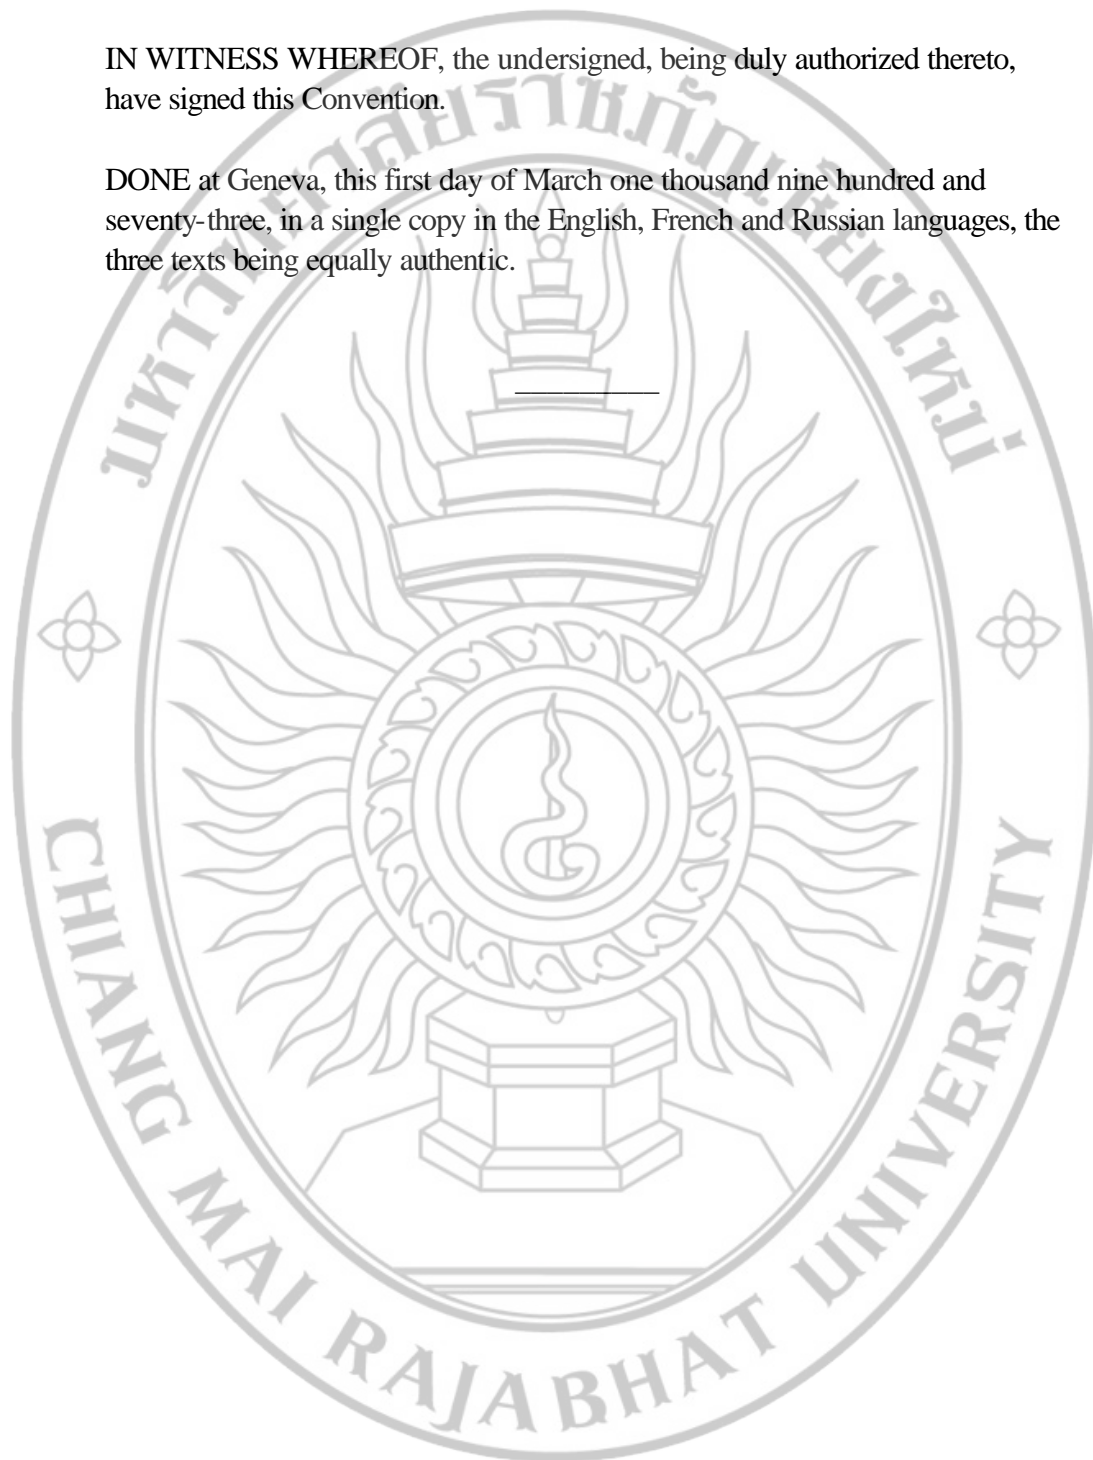 IN WITNESS WHEREOF, the undersigned, being duly authorized thereto,
have signed this Convention.
DONE at Geneva, this first day of March one thousand nine hundred and
seventy-three, in a single copy in the English, French and Russian languages, the
three texts being equally authentic.
มหาวิทยาลัยราชภัฏเชียงใหม่
CHIANG MAI RAJABHAT UNIVERSITY